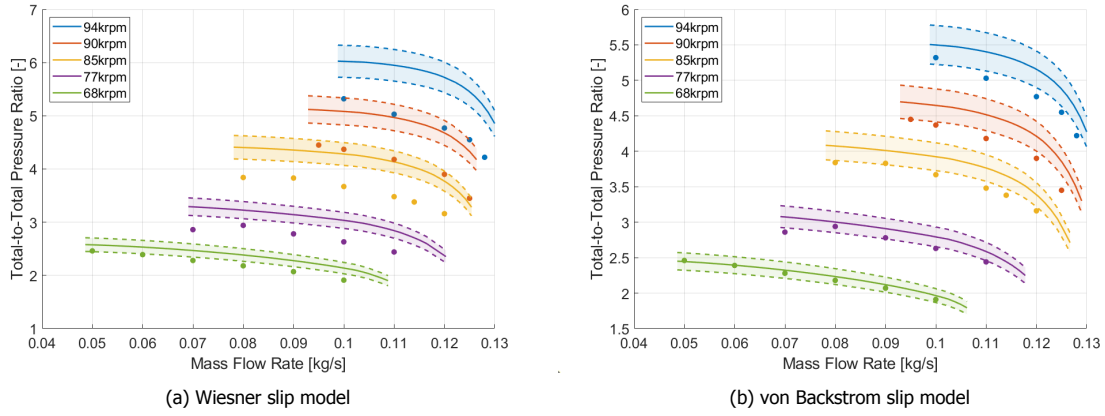 7
6
5
4
3
2
1
Total-to-Total Pressure Ratio [-]
94krpm
90krpm
85krpm
77krpm
68krpm
0.04 0.05 0.06 0.07 0.08 0.09 0.1 0.11 0.12 0.13
Mass Flow Rate [kg/s]
(a) Wiesner slip model
6
5.5
5
4.5
4
3.5
3
2.5
2
1.5
Total-to-Total Pressure Ratio [-]
94krpm
90krpm
85krpm
77krpm
68krpm
0.04 0.05 0.06 0.07 0.08 0.09 0.1 0.11 0.12 0.13
Mass Flow Rate [kg/s]
(b) von Backstrom slip model